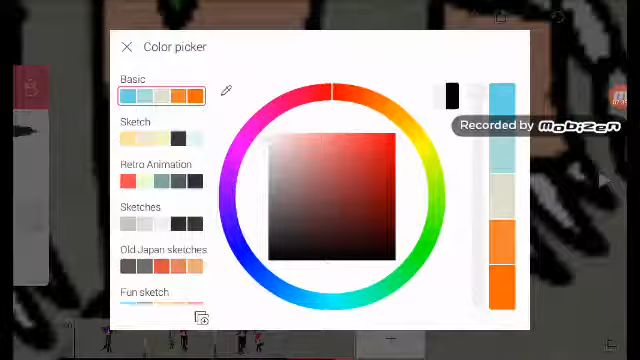 Color picker
Basic
Sketch
Recorded by mobizen
Retro Animation
Sketches
Old Japan sketches
Fun sketch